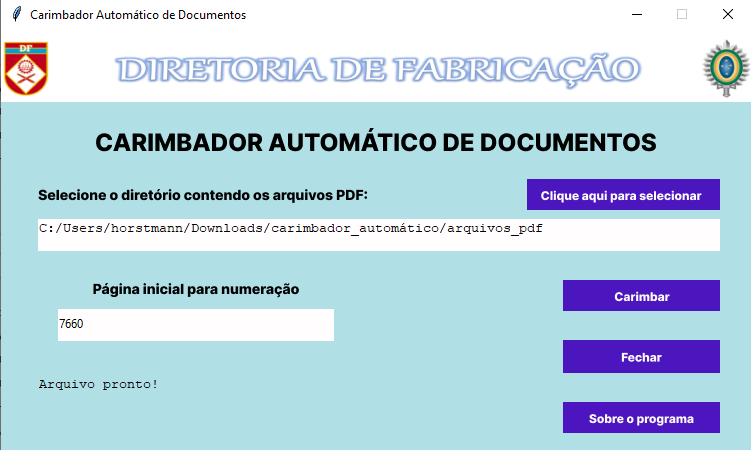 Carimbador Automático de Documentos
DF
DIRETORIA DE FABRICAÇÃO
CARIMBADOR AUTOMÁTICO DE DOCUMENTOS
Selecione o diretório contendo os arquivos PDF:
Clique aqui para selecionar
C:/Users/horstmann/Downloads/carimbador_automático/arquivos_pdf
Página inicial para numeração
Carimbar
7660
Fechar
Arquivo pronto!
Sobre o programa